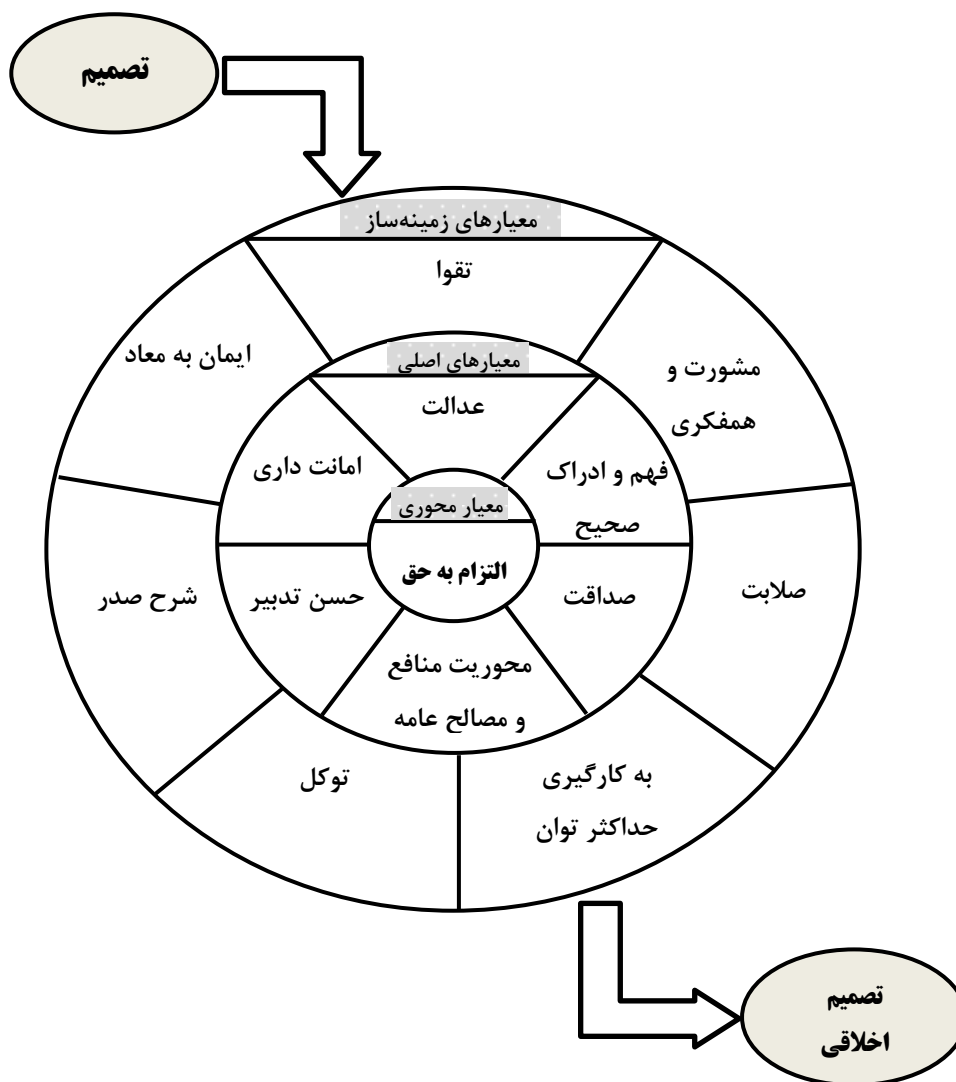 تصمیم
معیارهای زمینه‌ساز
تقوا
ایمان به معاد
مشورت و
همفکری
معیارهای اصلی
عدالت
امانت داری
فهم و ادراک
صحیح
معیار محوری
التزام به حق
صلابت
صداقت
حسن تدبیر
شرح صدر
محوریت منافع
و مصالح عامه
به کارگیری
حداکثر توان
توکل
تصمیم
اخلاقی